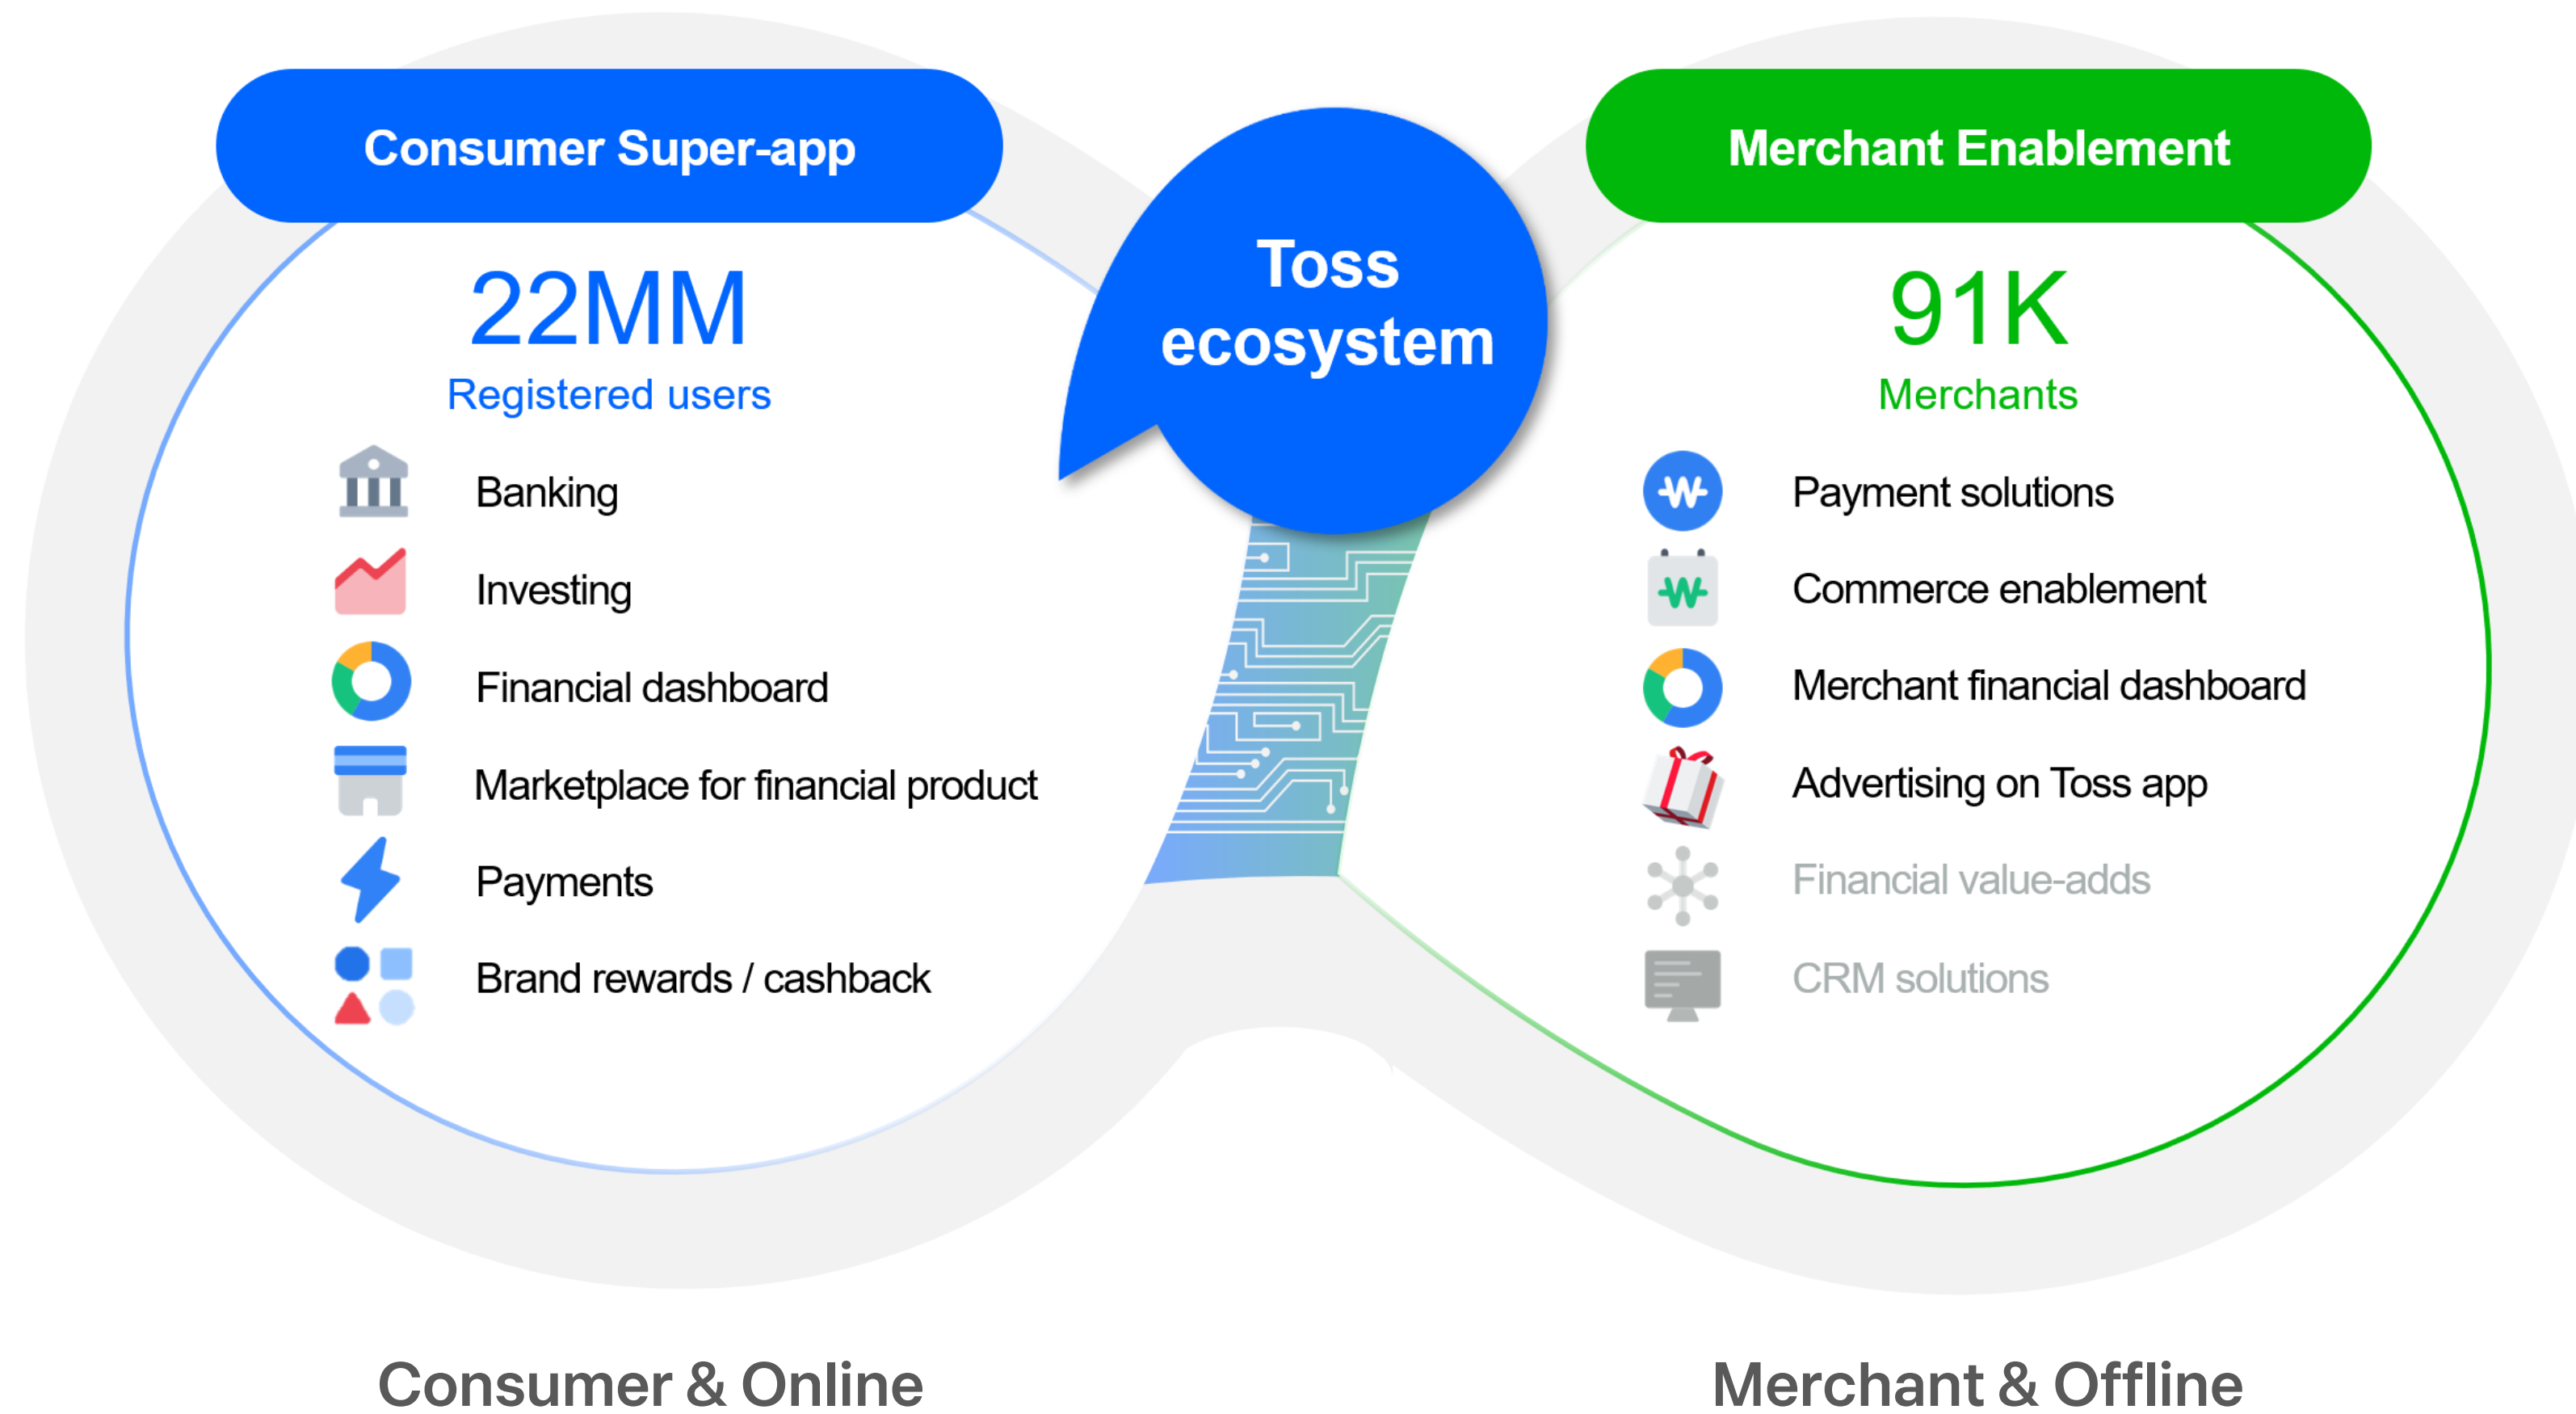 Consumer Super-app
22MM
Registered users
Banking
Investing
Financial dashboard
Marketplace for financial product
Payments
Brand rewards / cashback
Toss
ecosystem
Merchant Enablement
91K
Merchants
Payment solutions
Commerce enablement
Merchant financial dashboard
Advertising on Toss app
Financial value-adds
CRM solutions
Consumer & Online
Merchant & Offline